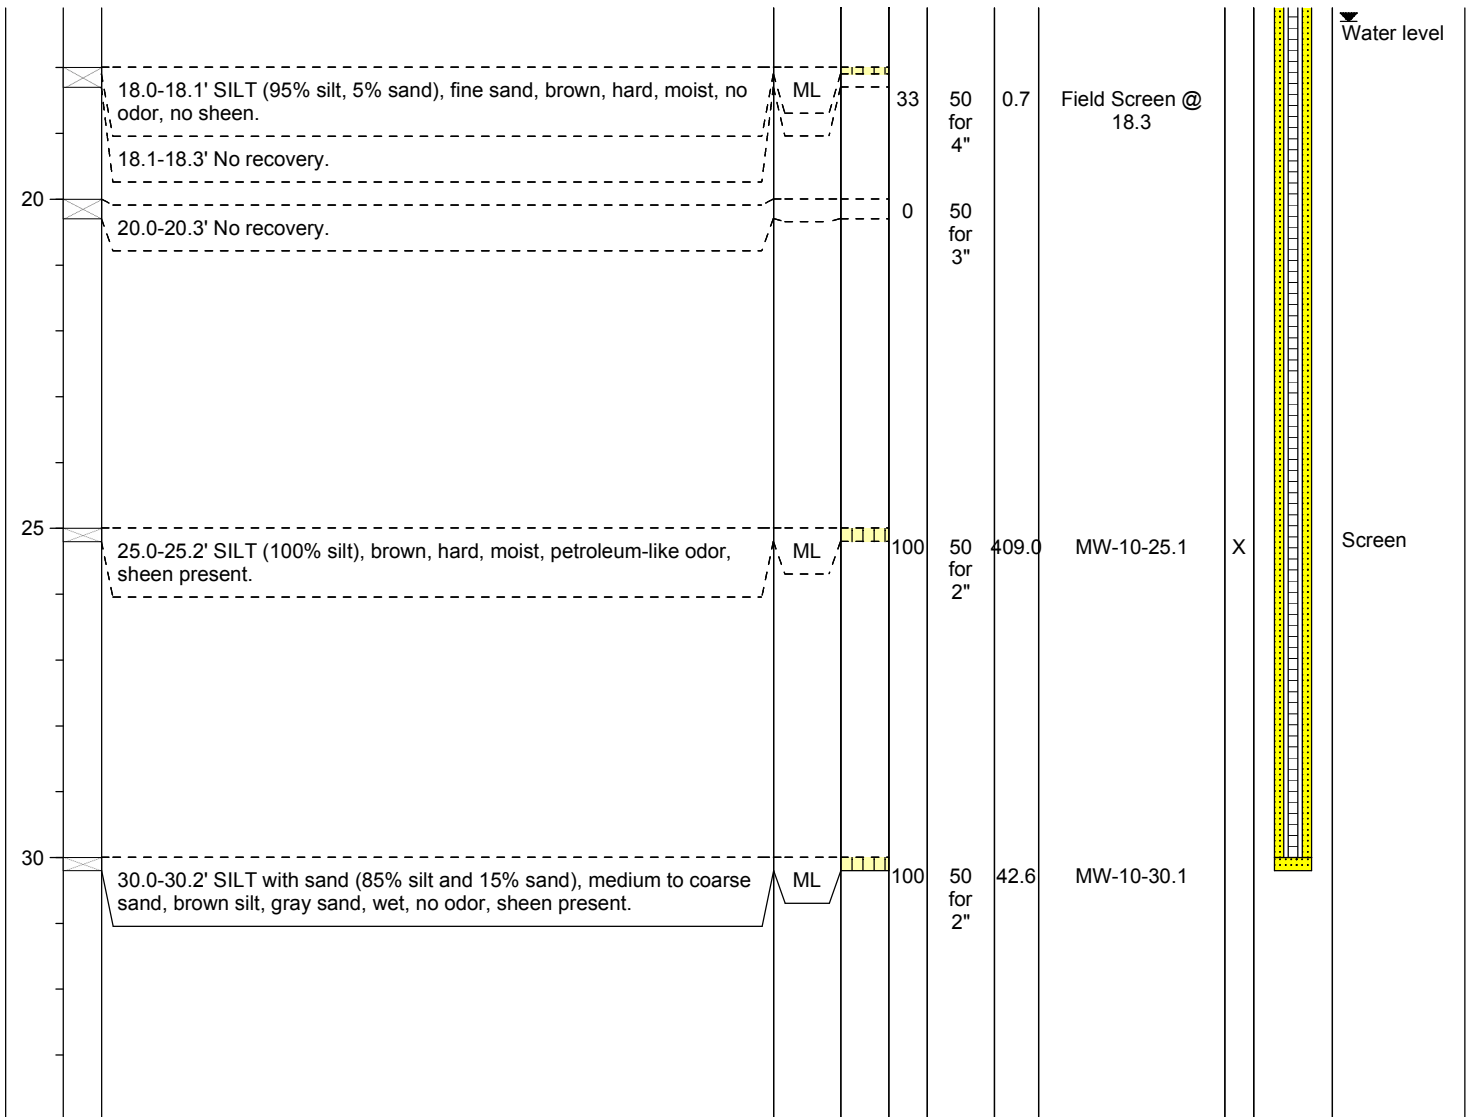 Water level
18.0-18.1' SILT (95% silt, 5% sand), fine sand, brown, hard, moist, no
odor, no sheen.
ML
33
50
for
4"
0.7
Field Screen @
18.3
18.1-18.3' No recovery.
20
20.0-20.3' No recovery.
0
50
for
3"
25
25.0-25.2' SILT (100% silt), brown, hard, moist, petroleum-like odor,
sheen present.
ML
100
50
for
2"
409.0
MW-10-25.1
X
Screen
30
30.0-30.2' SILT with sand (85% silt and 15% sand), medium to coarse
sand, brown silt, gray sand, wet, no odor, sheen present.
ML
100
50
for
2"
42.6
MW-10-30.1